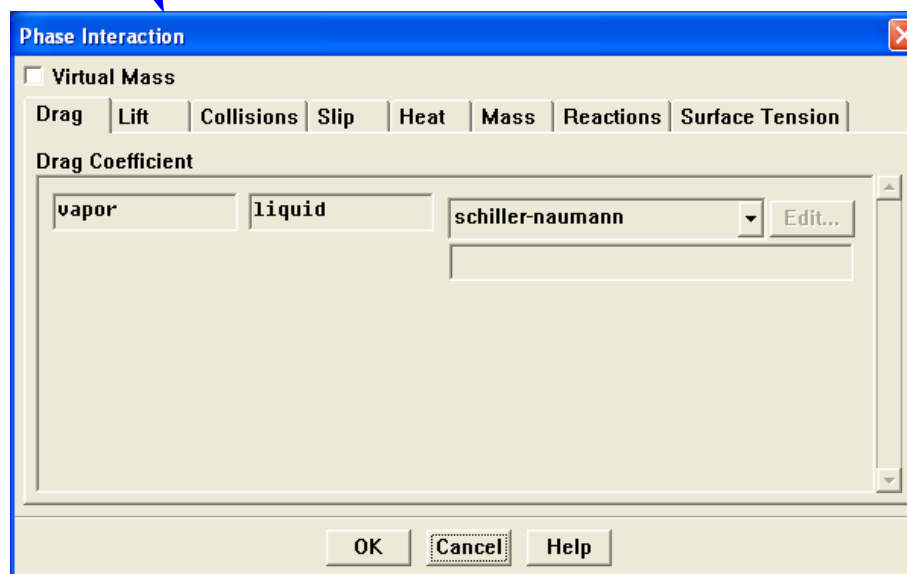 Phase Interaction
Virtual Mass
Drag Lift Collisions Slip Heat Mass Reactions Surface Tension
Drag Coefficient
vapor liquid schiller-naumann Edit...
OK Cancel Help